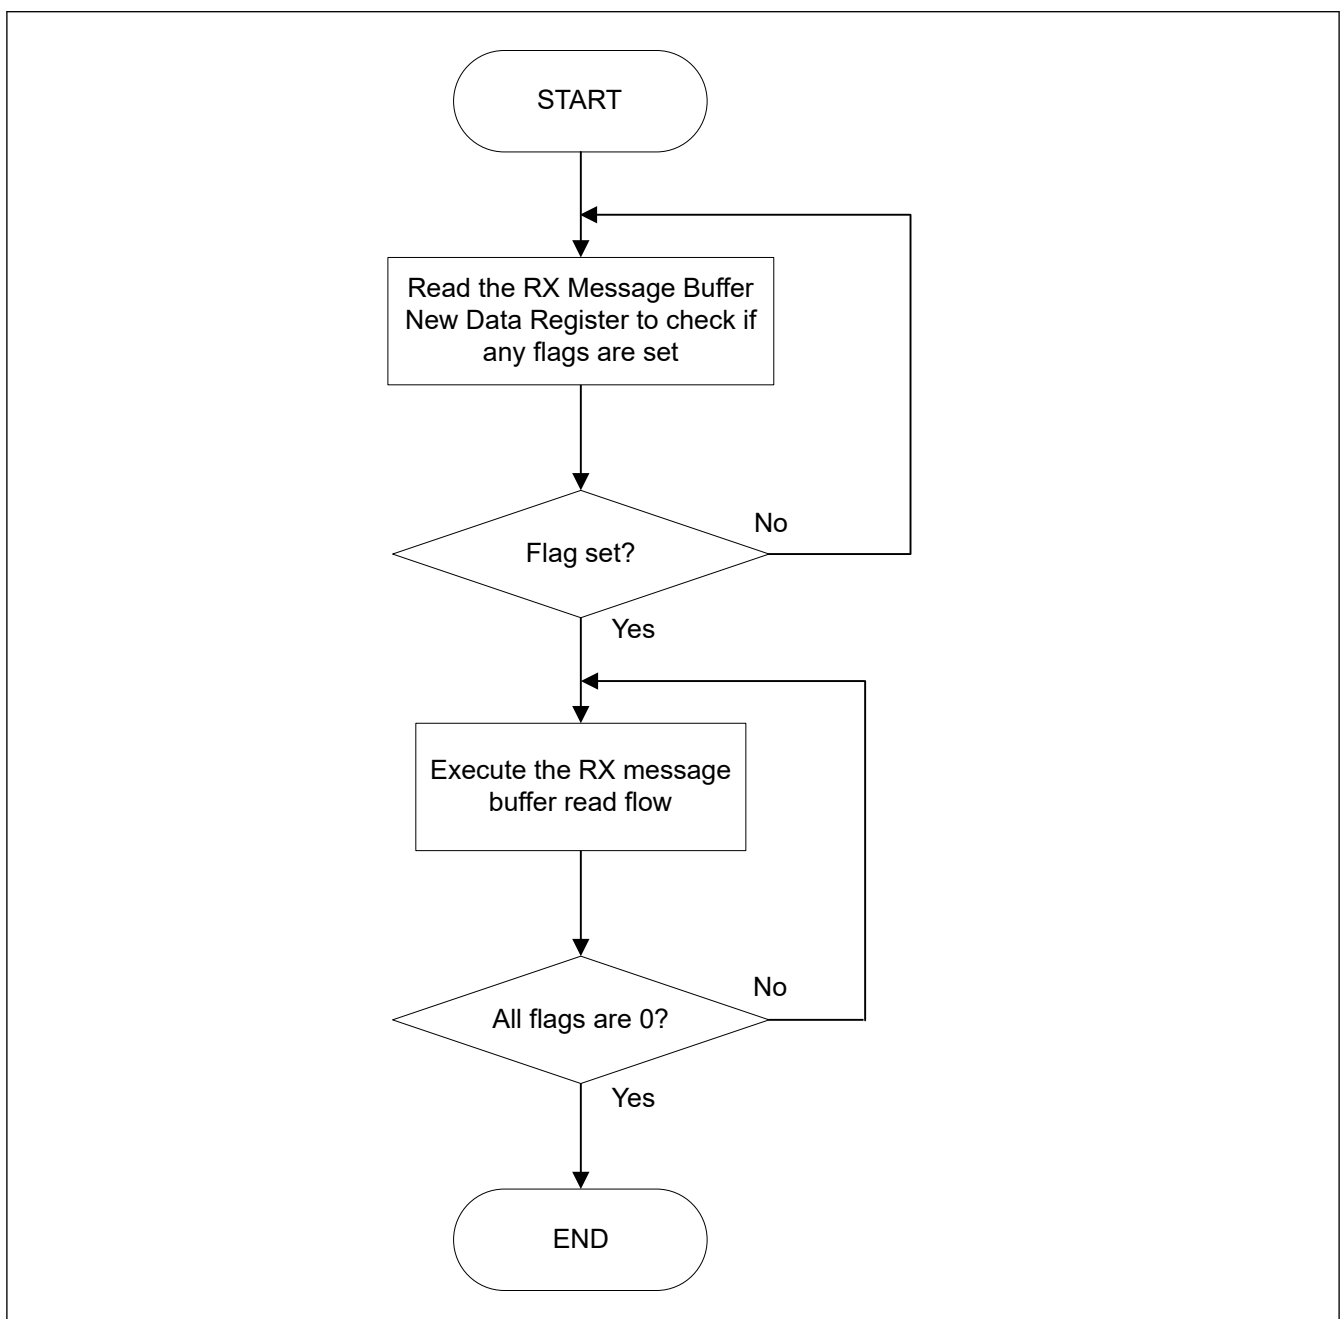 START
Read the RX Message Buffer
New Data Register to check if
any flags are set
No
Flag set?
Yes
Execute the RX message
buffer read flow
No
All flags are 0?
Yes
END